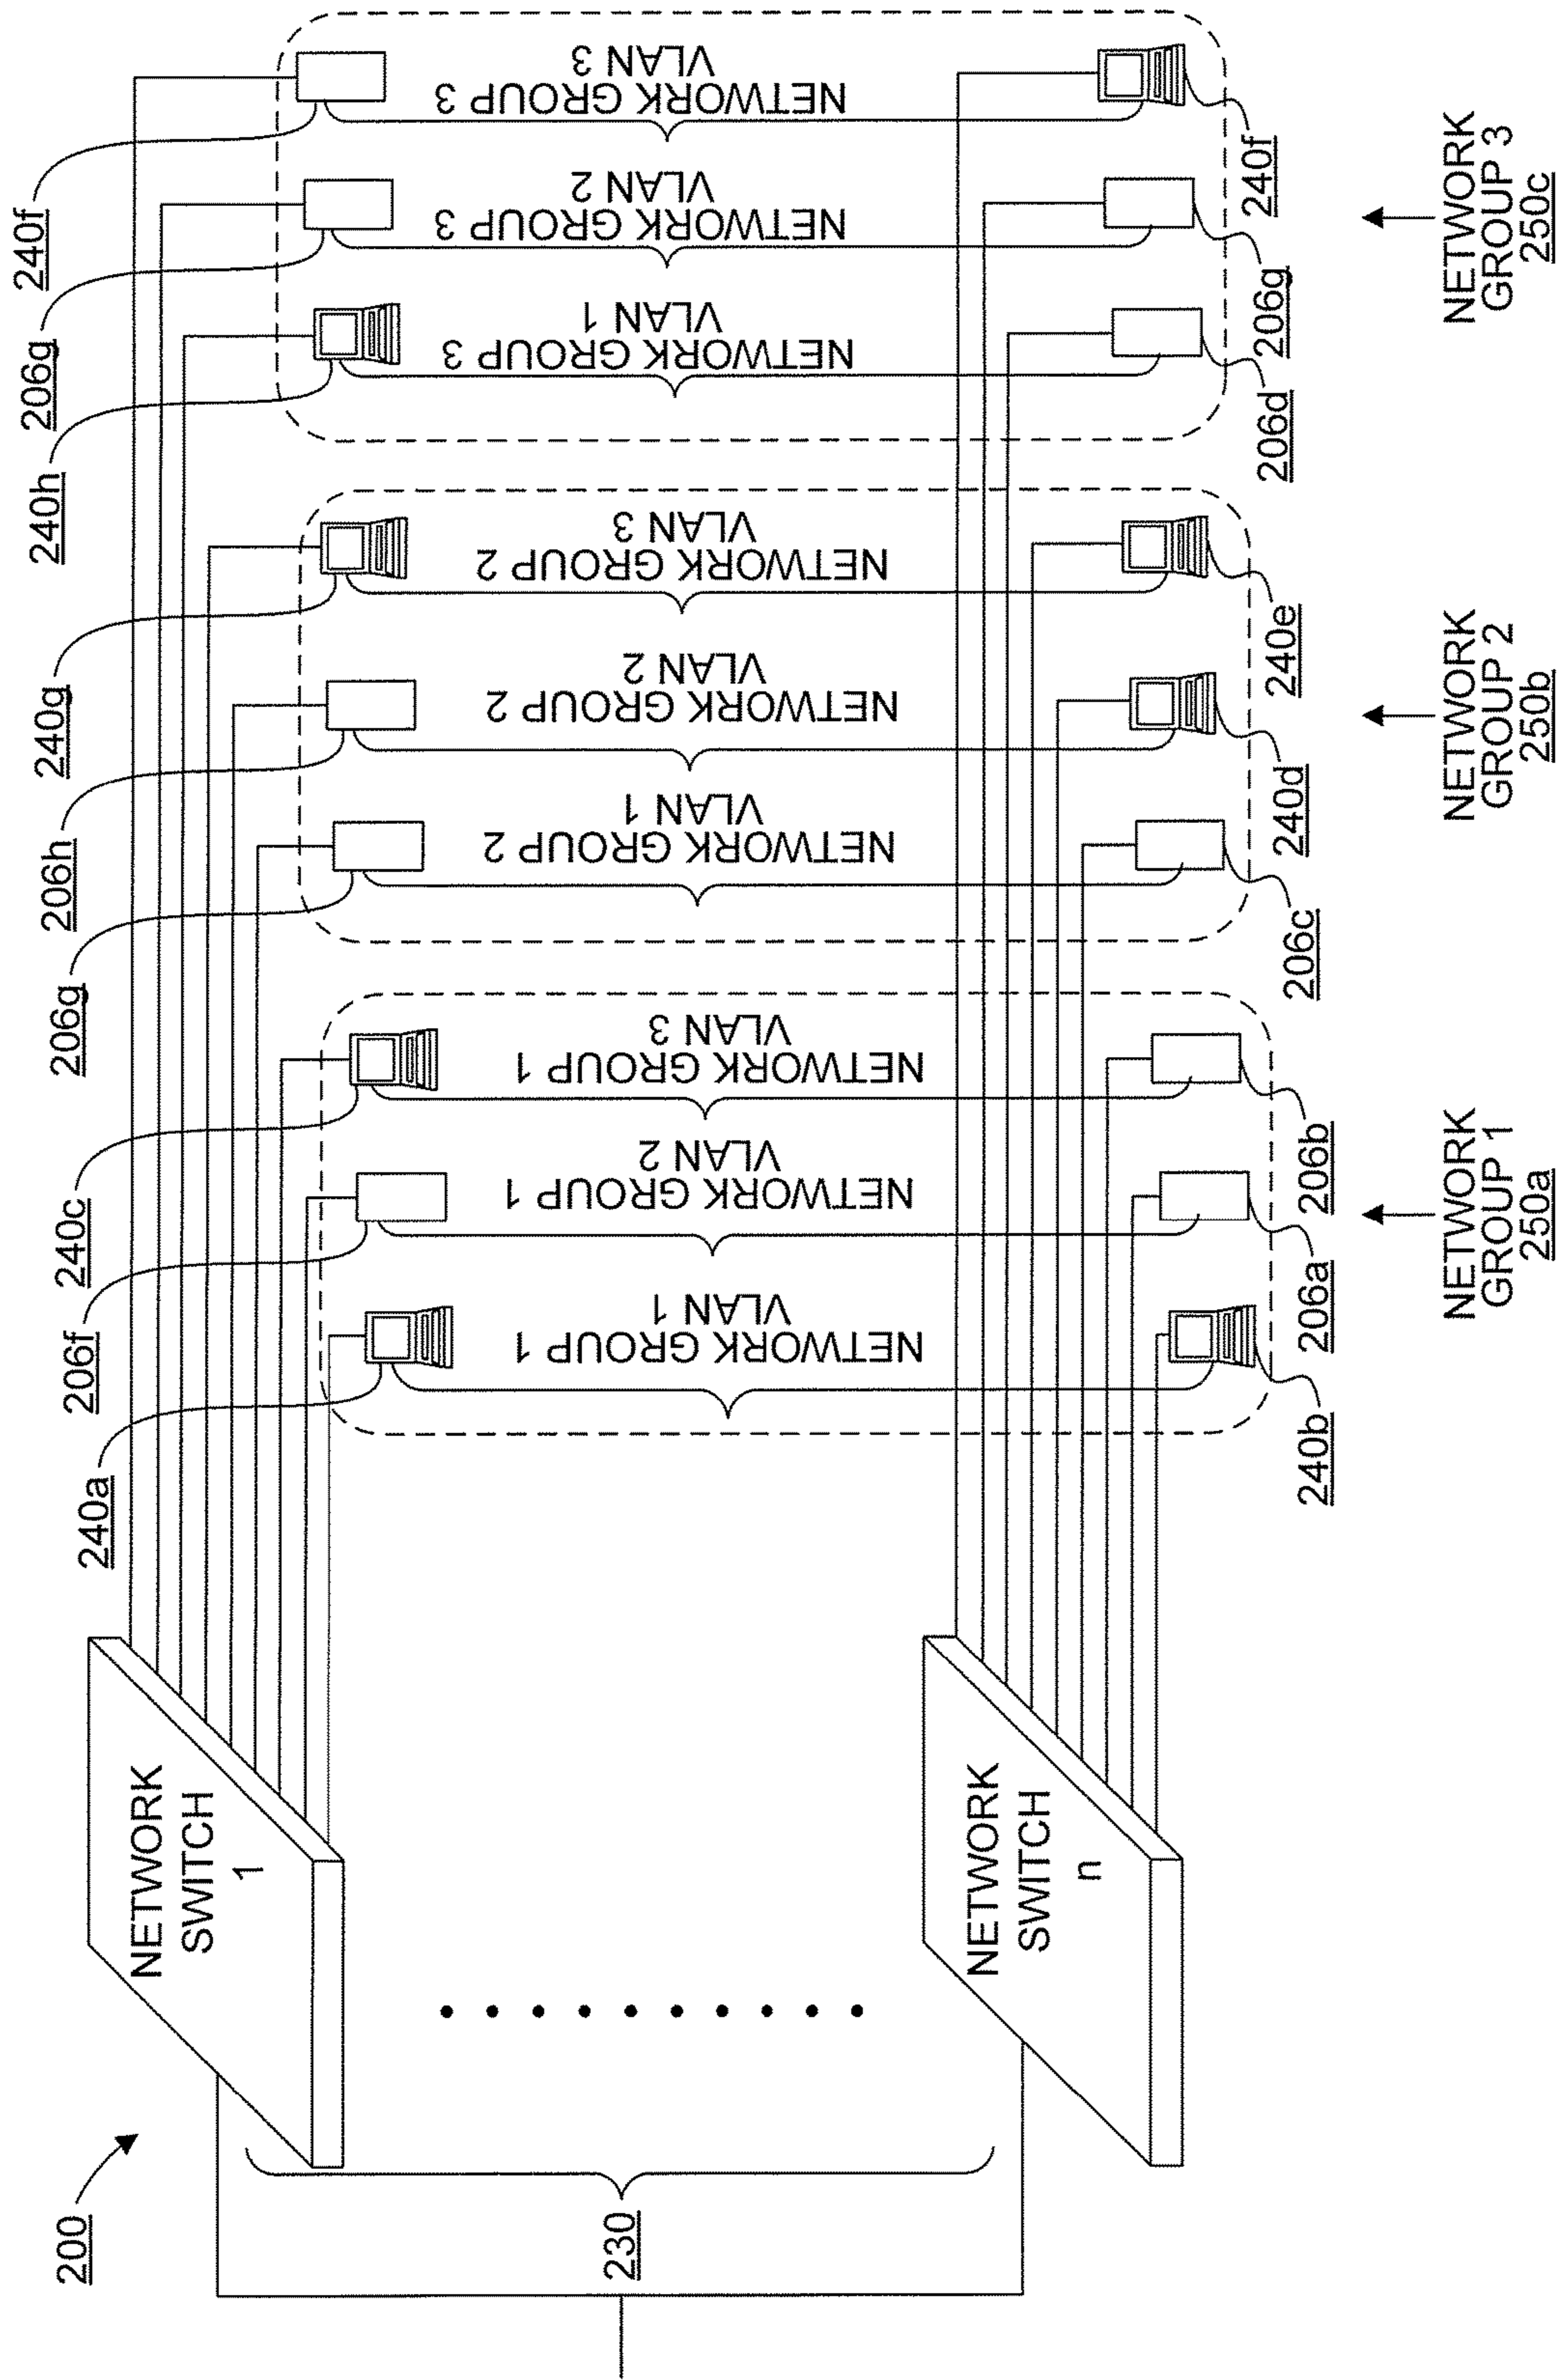 200
240a
206f
240c
206g
206h
240g
240h
206g
240f
NETWORK
SWITCH
1
NETWORK GROUP 1
VLAN 1
NETWORK GROUP 1
VLAN 2
NETWORK GROUP 1
VLAN 3
NETWORK GROUP 2
VLAN 1
NETWORK GROUP 2
VLAN 2
NETWORK GROUP 2
VLAN 3
NETWORK GROUP 3
VLAN 1
NETWORK GROUP 3
VLAN 2
NETWORK GROUP 3
VLAN 3
230
NETWORK
SWITCH
n
240b
206a
206b
206c
240d
240e
206d
206g
240f
NETWORK
GROUP 1
250a
NETWORK
GROUP 2
250b
NETWORK
GROUP 3
250c